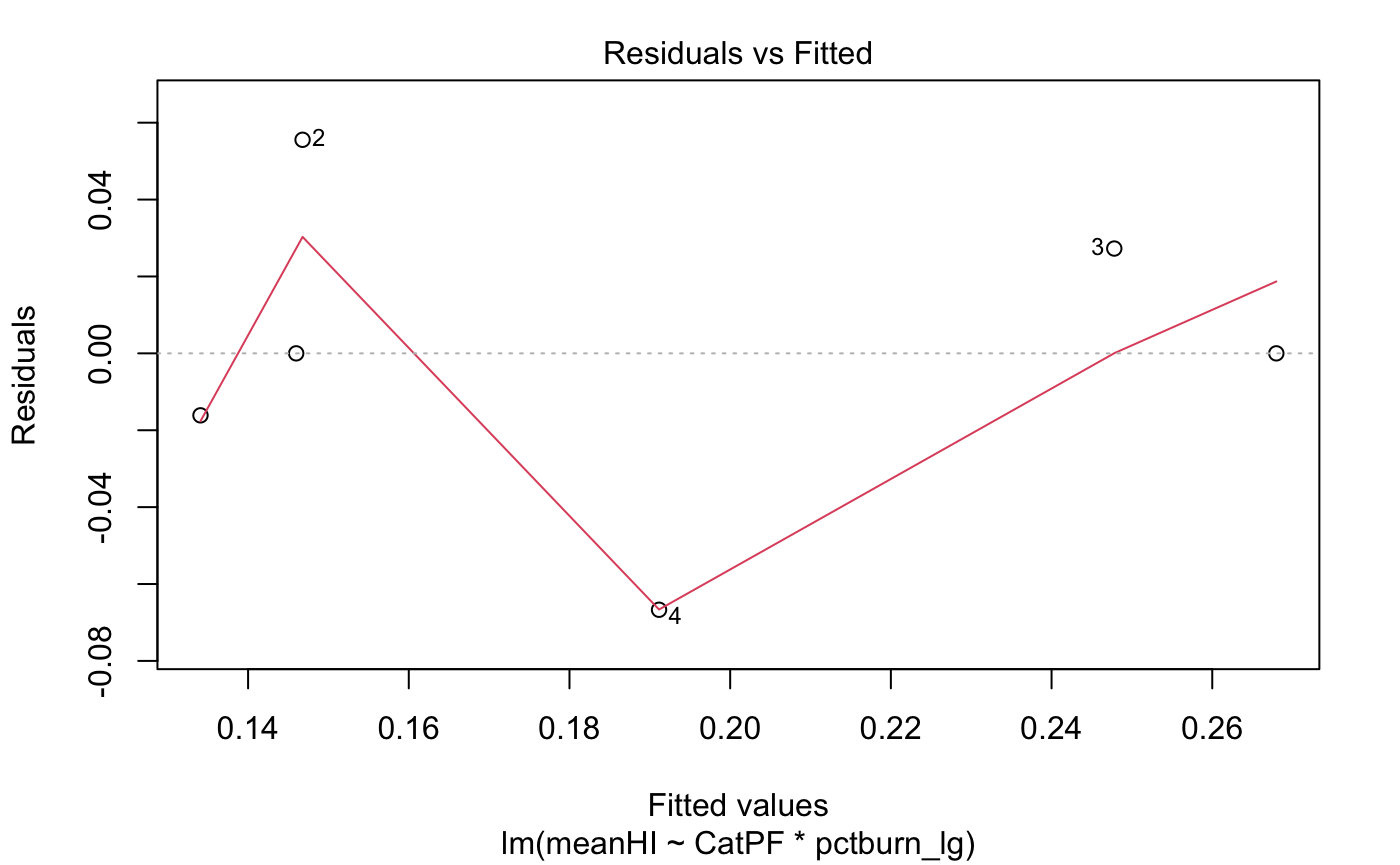 Residuals vs Fitted
2
3
4
0.04
0.00
-0.04
-0.08
Residuals
0.14 0.16 0.18 0.20 0.22 0.24 0.26
Fitted values
lm(meanHI ~ CatPF * pctburn_lg)